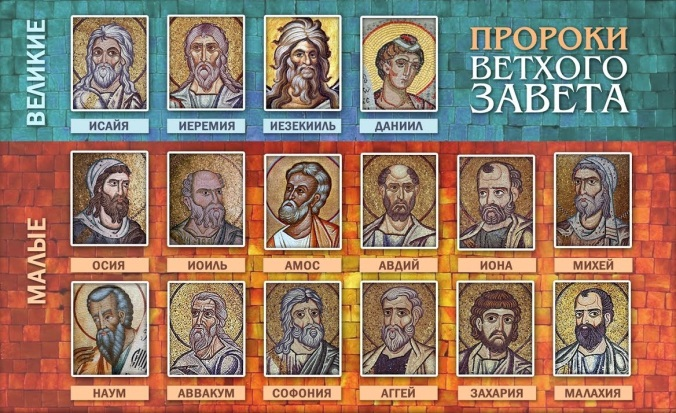 ПРОРОКИ
ВЕТХОГО
ЗАВЕТА
ВЕЛИКИЕ
ИСАЙЯ ИЕРЕМИЯ ИЕЗЕКИИЛЬ ДАНИИЛ
МАЛЫЕ
ОСИЯ ИОИЛЬ АМОС АВДИЙ ИОНА МИХЕЙ
НАУМ АВВАКУМ СОФОНИЯ АГГЕЙ ЗАХАРИЯ МАЛАХИЯ